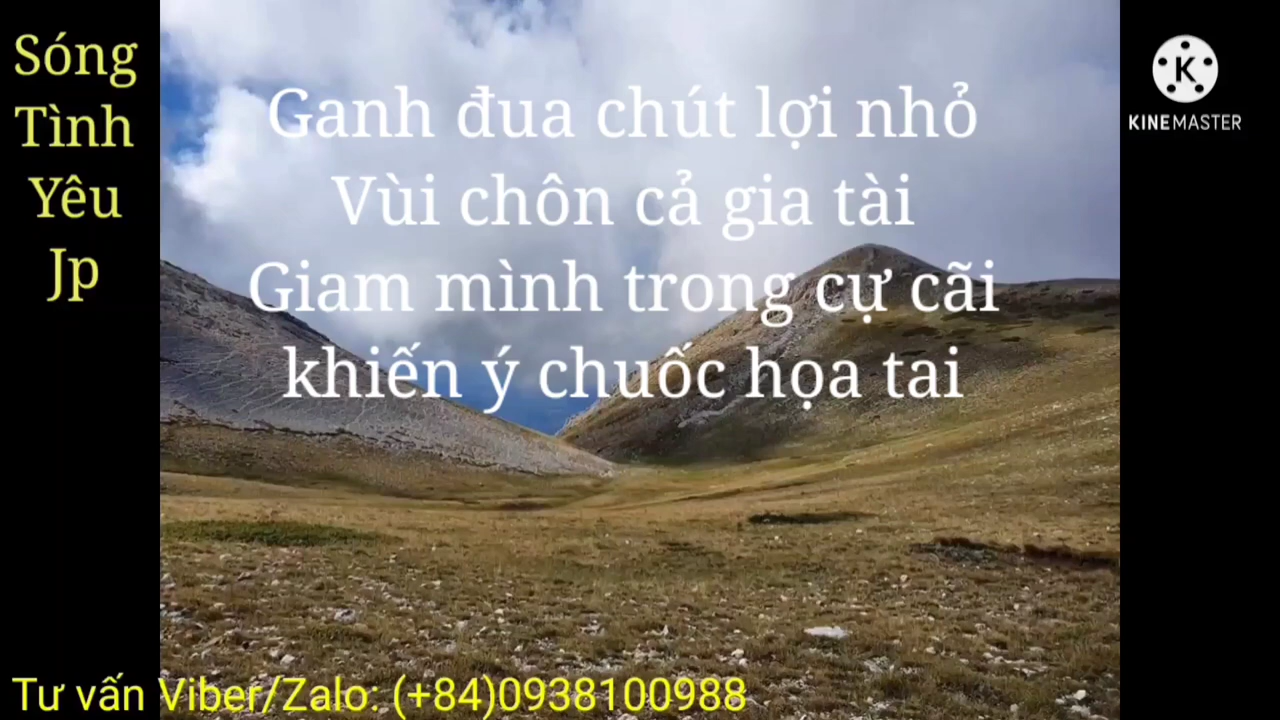 Sóng
Tình
Yêu
Jp
Ganh đua chút lợi nhỏ
Vùi chôn cả gia tài
Giam mình trong cự cãi
khiến ý chuốc họa tai
K
KINEMASTER
Tư vấn Viber/Zalo: (+84)0938100988